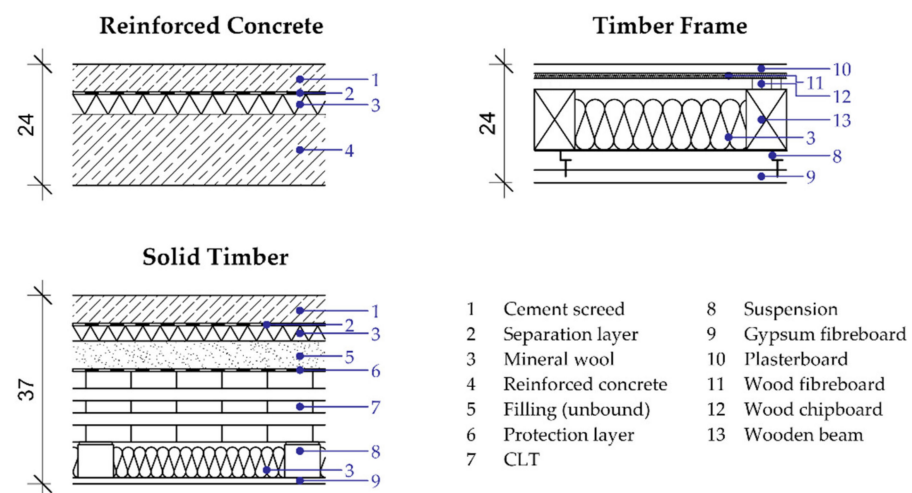 Reinforced Concrete
24
1
2
3
4
Timber Frame
24
10
11
12
13
3
8
9
Solid Timber
37
1
2
3
5
6
7
8
3
9
1 Cement screed
2 Separation layer
3 Mineral wool
4 Reinforced concrete
5 Filling (unbound)
6 Protection layer
7 CLT
8 Suspension
9 Gypsum fibreboard
10 Plasterboard
11 Wood fibreboard
12 Wood chipboard
13 Wooden beam